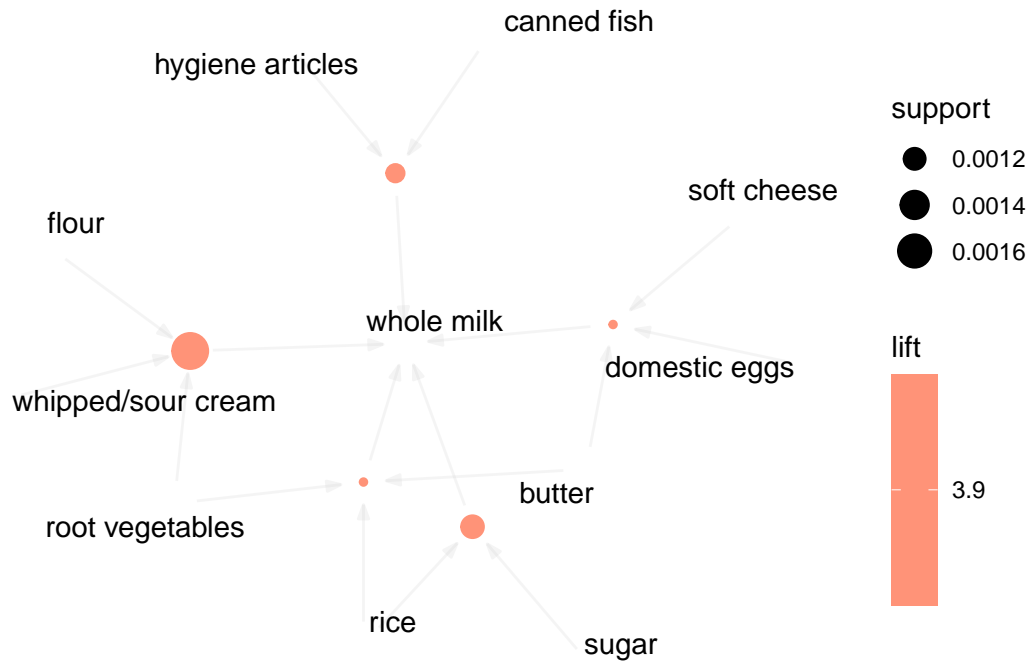 canned fish
hygiene articles
support
0.0012
soft cheese
0.0014
flour
0.0016
whole milk
lift
domestic eggs
whipped/sour cream
butter
3.9
root vegetables
rice
sugar